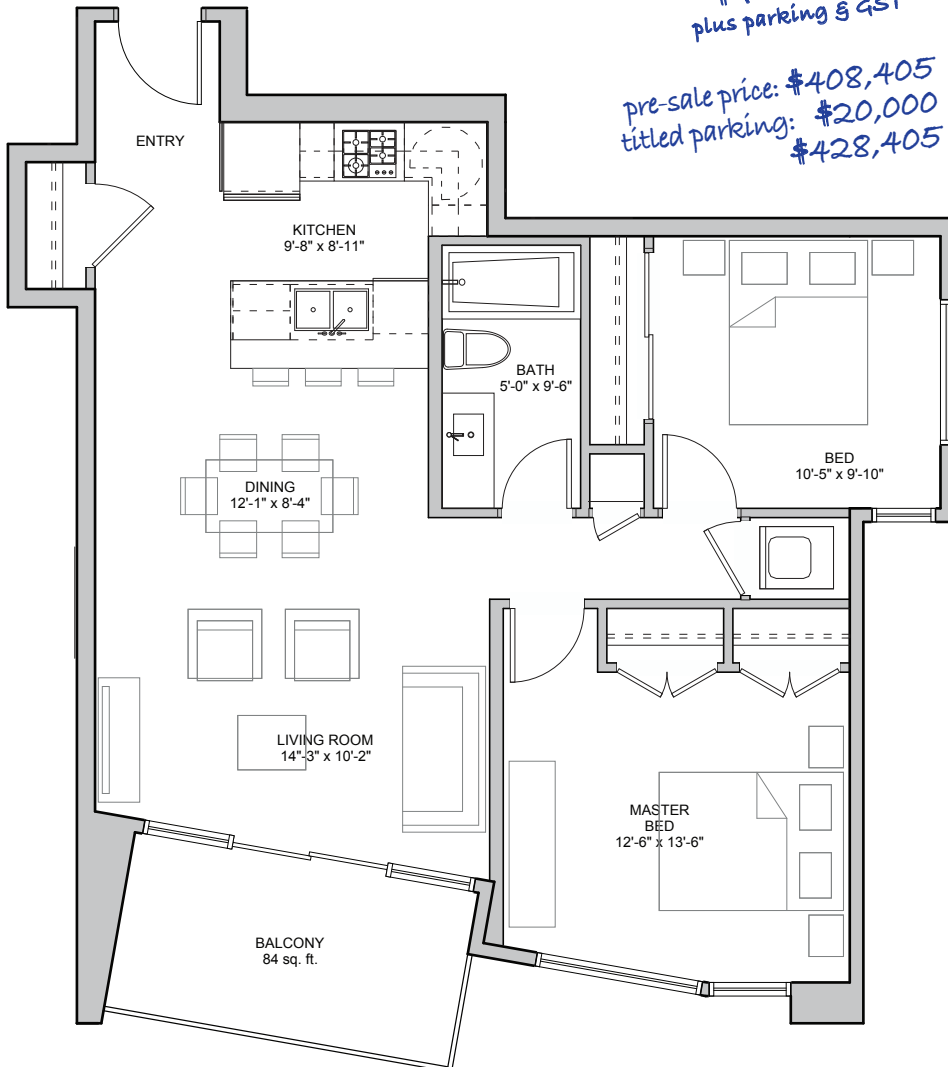 plus parking & GST
pre-sale price: $408,405
titled parking: $20,000
$428,405
ENTRY
KITCHEN
9'-8" x 8'-11"
BATH
5'-0" x 9'-6"
BED
10'-5" x 9'-10"
DINING
12'-1" x 8'-4"
LIVING ROOM
14"-3" x 10'-2"
MASTER
BED
12'-6" x 13'-6"
BALCONY
84 sq. ft.